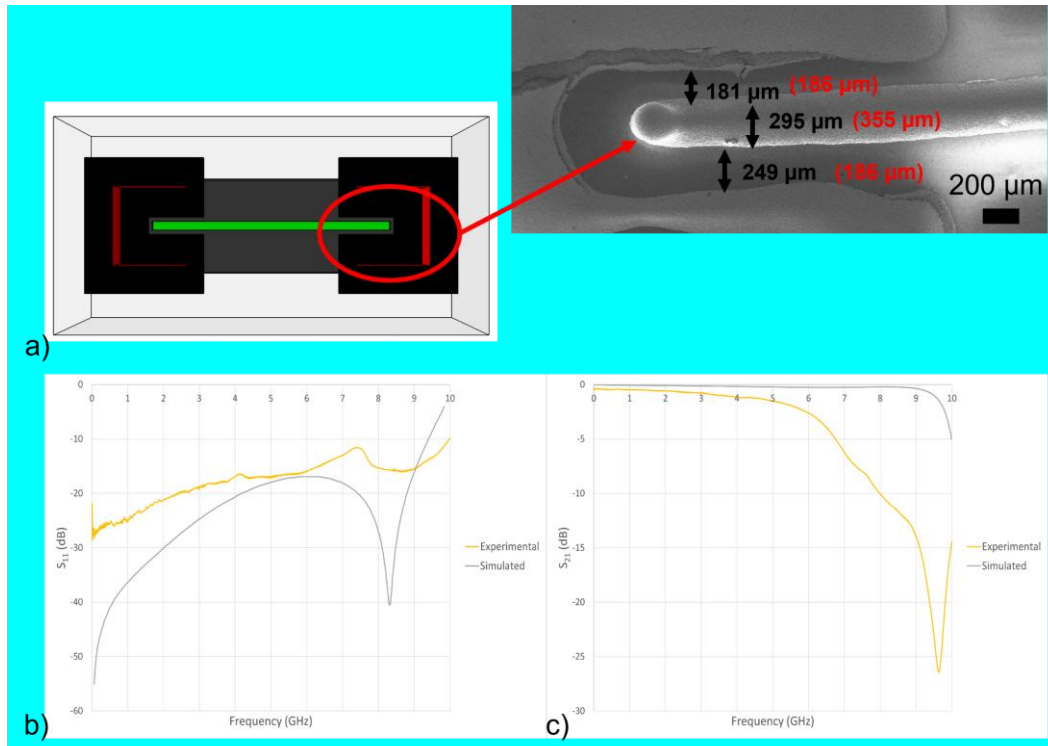 181 µm (186 µm)
295 µm (355 µm)
249 µm (186 µm)
200 µm
a)
0
0 1 2 3 4 5 6 7 8 9 10
-10
-20
-30
-40
-50
-60
S11 (dB)
Experimental
Simulated
Frequency (GHz)
b)
0
0 1 2 3 4 5 6 7 8 9 10
-5
-10
-15
-20
-25
-30
S21 (dB)
Experimental
Simulated
Frequency (GHz)
c)